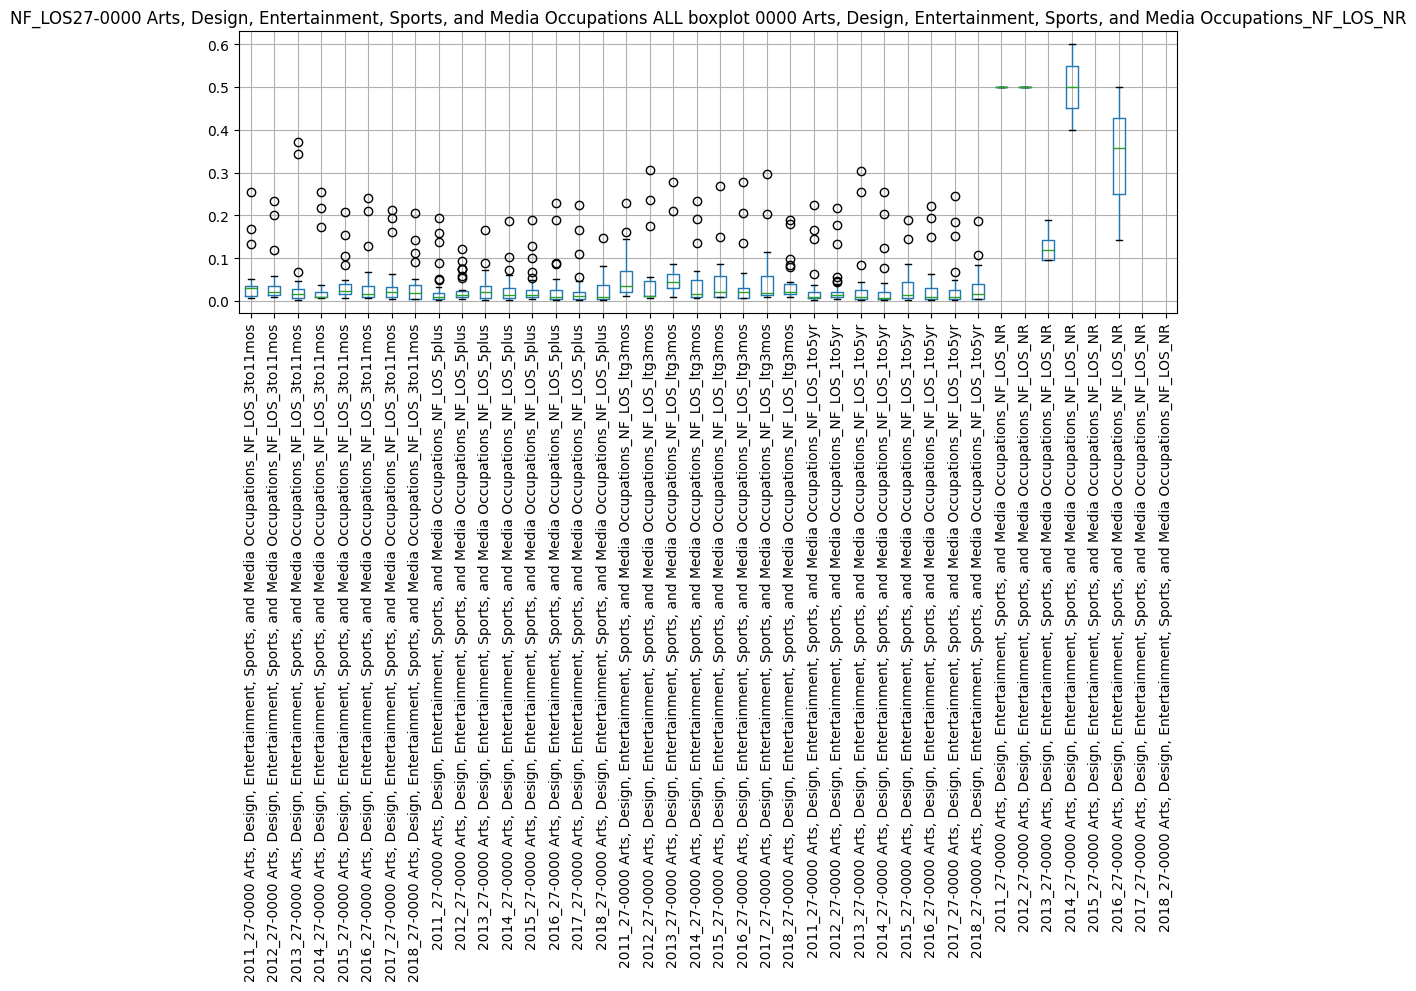 NF_LOS27-0000 Arts, Design, Entertainment, Sports, and Media Occupations ALL boxplot 0000 Arts, Design, Entertainment, Sports, and Media Occupations_NF_LOS_NR
0.6
0.5
0.4
0.3
0.2
0.1
0.0
2011_27-0000 Arts, Design, Entertainment, Sports, and Media Occupations_NF_LOS_3to11mos
2012_27-0000 Arts, Design, Entertainment, Sports, and Media Occupations_NF_LOS_3to11mos
2013_27-0000 Arts, Design, Entertainment, Sports, and Media Occupations_NF_LOS_3to11mos
2014_27-0000 Arts, Design, Entertainment, Sports, and Media Occupations_NF_LOS_3to11mos
2015_27-0000 Arts, Design, Entertainment, Sports, and Media Occupations_NF_LOS_3to11mos
2016_27-0000 Arts, Design, Entertainment, Sports, and Media Occupations_NF_LOS_3to11mos
2017_27-0000 Arts, Design, Entertainment, Sports, and Media Occupations_NF_LOS_3to11mos
2018_27-0000 Arts, Design, Entertainment, Sports, and Media Occupations_NF_LOS_3to11mos
2011_27-0000 Arts, Design, Entertainment, Sports, and Media Occupations_NF_LOS_5plus
2012_27-0000 Arts, Design, Entertainment, Sports, and Media Occupations_NF_LOS_5plus
2013_27-0000 Arts, Design, Entertainment, Sports, and Media Occupations_NF_LOS_5plus
2014_27-0000 Arts, Design, Entertainment, Sports, and Media Occupations_NF_LOS_5plus
2015_27-0000 Arts, Design, Entertainment, Sports, and Media Occupations_NF_LOS_5plus
2016_27-0000 Arts, Design, Entertainment, Sports, and Media Occupations_NF_LOS_5plus
2017_27-0000 Arts, Design, Entertainment, Sports, and Media Occupations_NF_LOS_5plus
2018_27-0000 Arts, Design, Entertainment, Sports, and Media Occupations_NF_LOS_5plus
2011_27-0000 Arts, Design, Entertainment, Sports, and Media Occupations_NF_LOS_ltg3mos
2012_27-0000 Arts, Design, Entertainment, Sports, and Media Occupations_NF_LOS_ltg3mos
2013_27-0000 Arts, Design, Entertainment, Sports, and Media Occupations_NF_LOS_ltg3mos
2014_27-0000 Arts, Design, Entertainment, Sports, and Media Occupations_NF_LOS_ltg3mos
2015_27-0000 Arts, Design, Entertainment, Sports, and Media Occupations_NF_LOS_ltg3mos
2016_27-0000 Arts, Design, Entertainment, Sports, and Media Occupations_NF_LOS_ltg3mos
2017_27-0000 Arts, Design, Entertainment, Sports, and Media Occupations_NF_LOS_ltg3mos
2018_27-0000 Arts, Design, Entertainment, Sports, and Media Occupations_NF_LOS_ltg3mos
2011_27-0000 Arts, Design, Entertainment, Sports, and Media Occupations_NF_LOS_1to5yr
2012_27-0000 Arts, Design, Entertainment, Sports, and Media Occupations_NF_LOS_1to5yr
2013_27-0000 Arts, Design, Entertainment, Sports, and Media Occupations_NF_LOS_1to5yr
2014_27-0000 Arts, Design, Entertainment, Sports, and Media Occupations_NF_LOS_1to5yr
2015_27-0000 Arts, Design, Entertainment, Sports, and Media Occupations_NF_LOS_1to5yr
2016_27-0000 Arts, Design, Entertainment, Sports, and Media Occupations_NF_LOS_1to5yr
2017_27-0000 Arts, Design, Entertainment, Sports, and Media Occupations_NF_LOS_1to5yr
2018_27-0000 Arts, Design, Entertainment, Sports, and Media Occupations_NF_LOS_1to5yr
2011_27-0000 Arts, Design, Entertainment, Sports, and Media Occupations_NF_LOS_NR
2012_27-0000 Arts, Design, Entertainment, Sports, and Media Occupations_NF_LOS_NR
2013_27-0000 Arts, Design, Entertainment, Sports, and Media Occupations_NF_LOS_NR
2014_27-0000 Arts, Design, Entertainment, Sports, and Media Occupations_NF_LOS_NR
2015_27-0000 Arts, Design, Entertainment, Sports, and Media Occupations_NF_LOS_NR
2016_27-0000 Arts, Design, Entertainment, Sports, and Media Occupations_NF_LOS_NR
2017_27-0000 Arts, Design, Entertainment, Sports, and Media Occupations_NF_LOS_NR
2018_27-0000 Arts, Design, Entertainment, Sports, and Media Occupations_NF_LOS_NR